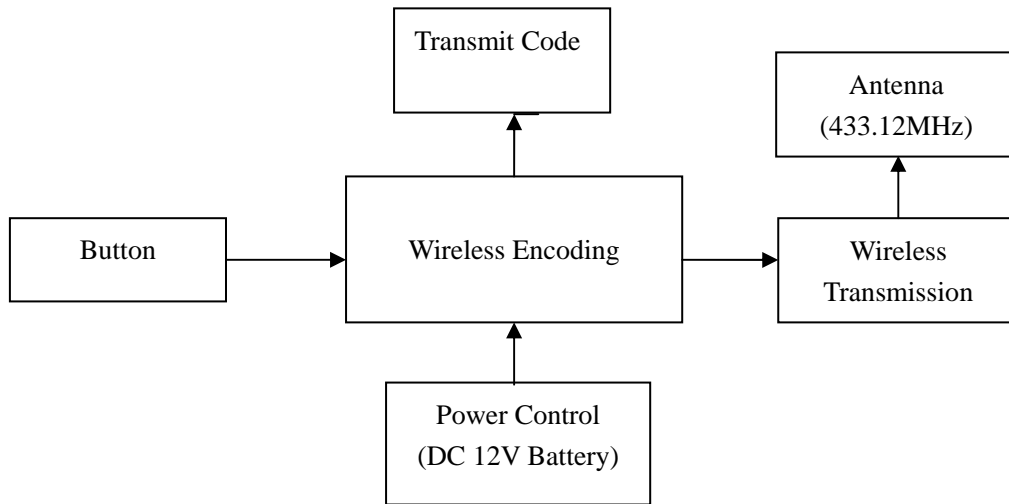 Transmit Code
Antenna
(433.12MHz)
Button
Wireless Encoding
Wireless
Transmission
Power Control
(DC 12V Battery)